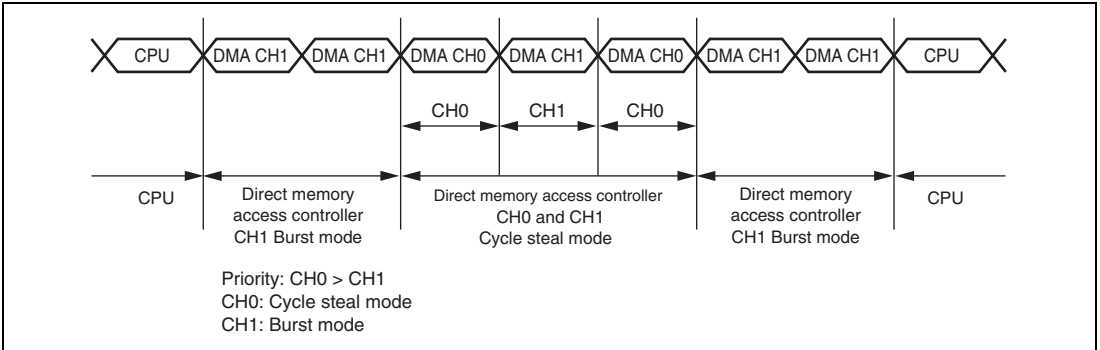 CPU DMA CH1 DMA CH1 DMA CH0 DMA CH1 DMA CH0 DMA CH1 DMA CH1 CPU
CH0 CH1 CH0
CPU
Direct memory
access controller
CH1 Burst mode
Direct memory access controller
CH0 and CH1
Cycle steal mode
Direct memory
access controller
CH1 Burst mode
CPU
Priority: CH0 > CH1
CH0: Cycle steal mode
CH1: Burst mode